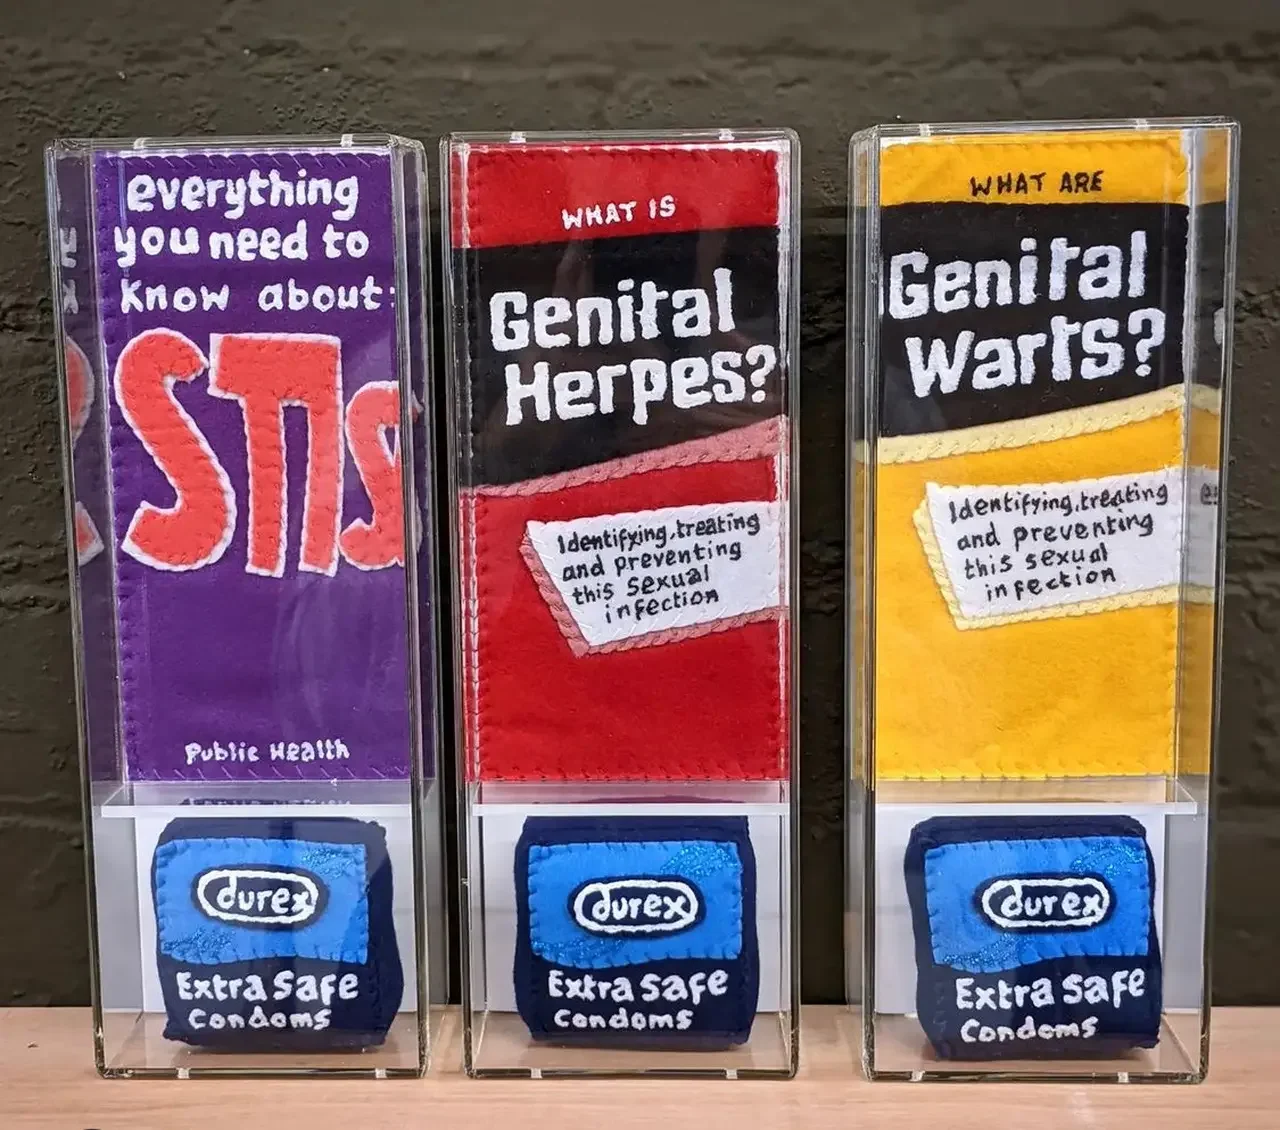 everything
you need to
know about:
STIs
Public Health
durex
Extra Safe
Condoms
WHAT IS
Genital
Herpes?
Identifying, treating
and preventing
this sexual
infection
durex
Extra Safe
Condoms
WHAT ARE
Genital
Warts?
Identifying, treating
and preventing
this sexual
infection
durex
Extra Safe
Condoms